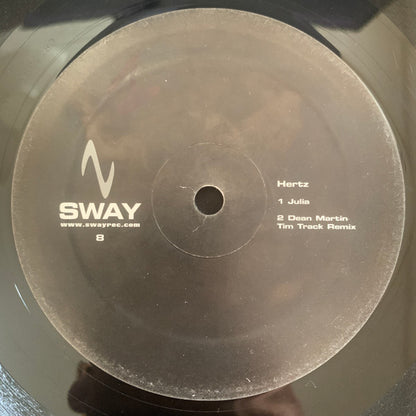 SWAY
www.swayrec.com
8
Hertz
1 Julia
2 Dean Martin
Tim Track Remix